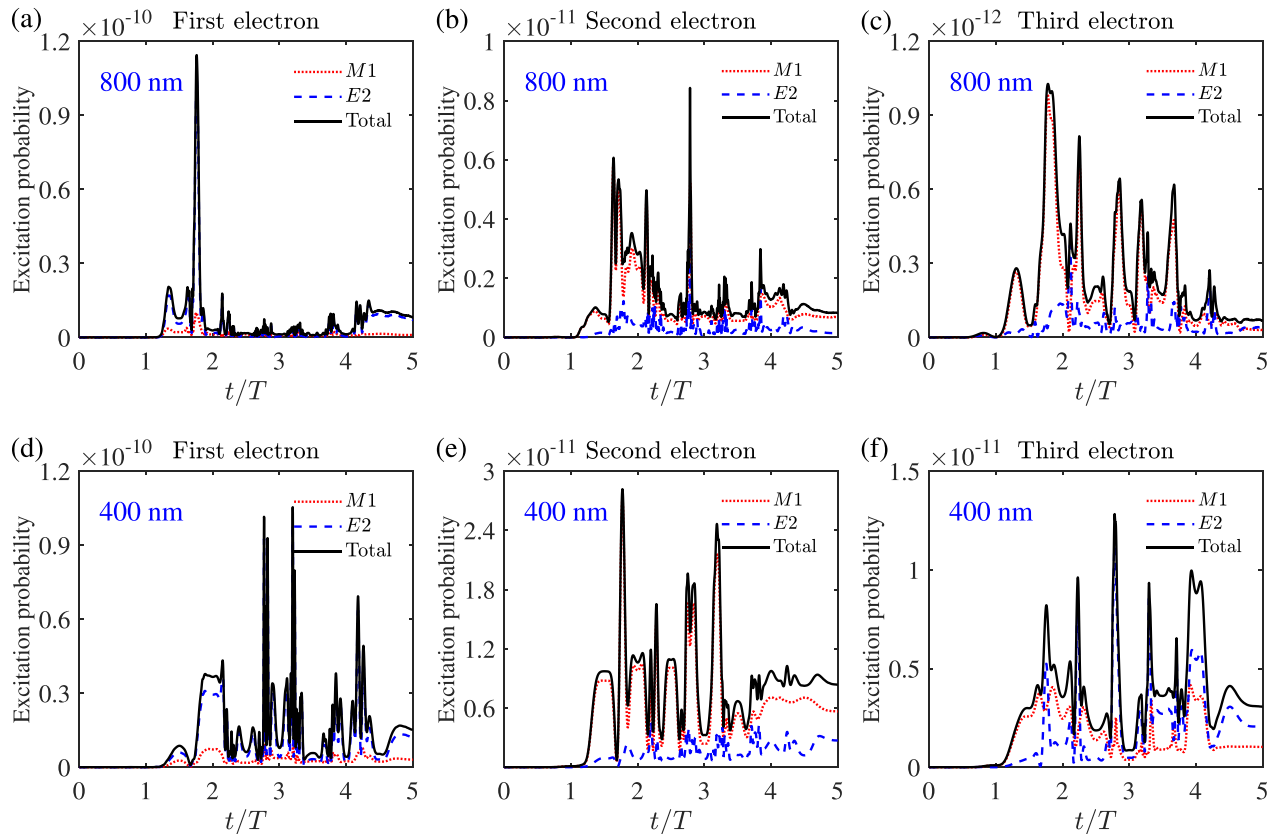 (a) ×10⁻¹⁰ First electron
1.2
0.9
0.6
0.3
0
Excitation probability
800 nm
M1
E2
Total
0 1 2 3 4 5
t/T
(b) ×10⁻¹¹ Second electron
1
0.8
0.6
0.4
0.2
0
Excitation probability
800 nm
M1
E2
Total
0 1 2 3 4 5
t/T
(c) ×10⁻¹² Third electron
1.2
0.9
0.6
0.3
0
Excitation probability
800 nm
M1
E2
Total
0 1 2 3 4 5
t/T
(d) ×10⁻¹⁰ First electron
1.2
0.9
0.6
0.3
0
Excitation probability
400 nm
M1
E2
Total
0 1 2 3 4 5
t/T
(e) ×10⁻¹¹ Second electron
3
2.4
1.8
1.2
0.6
Excitation probability
400 nm
M1
E2
Total
0 1 2 3 4 5
t/T
(f) ×10⁻¹¹ Third electron
1.5
1
0.5
0
Excitation probability
400 nm
M1
E2
Total
0 1 2 3 4 5
t/T